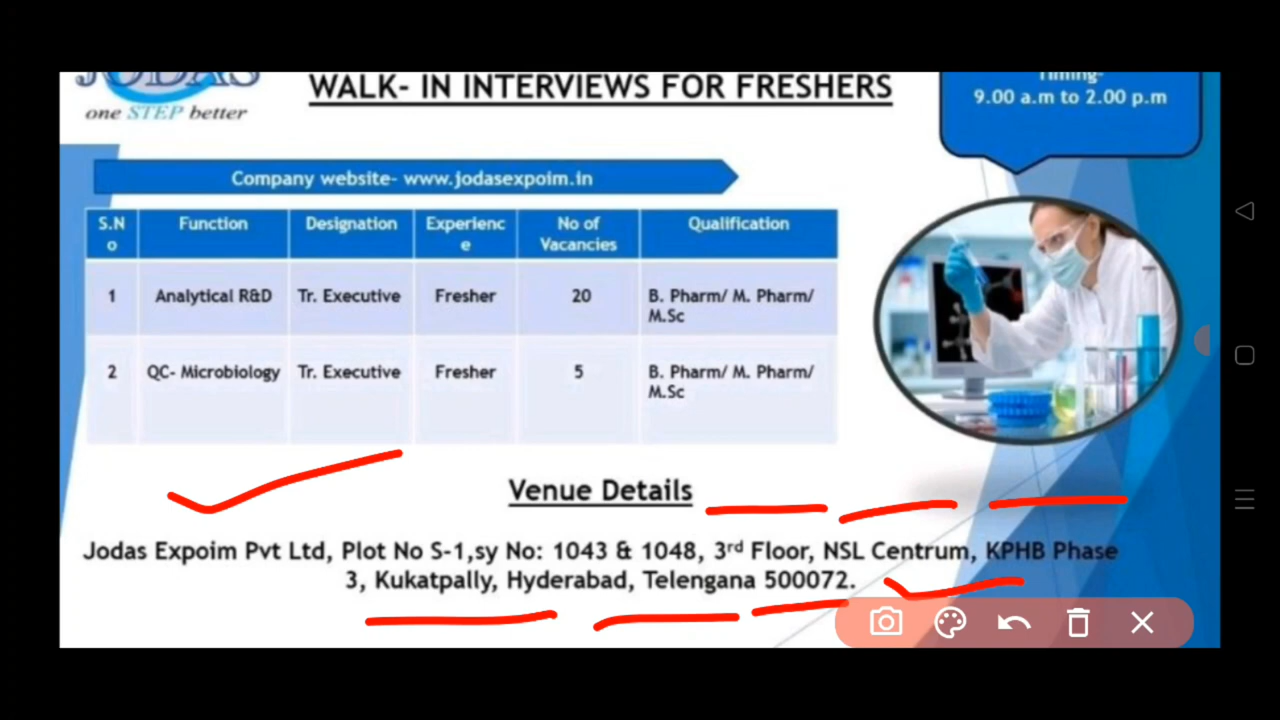 JODAS
one STEP better
WALK- IN INTERVIEWS FOR FRESHERS
Timing-
9.00 a.m to 2.00 p.m
Company website- www.jodasexpoim.in
S.N
o
Function
Designation
Experienc
e
No of
Vacancies
Qualification
1
Analytical R&D
Tr. Executive
Fresher
20
B. Pharm/ M. Pharm/
M.Sc
2
QC- Microbiology
Tr. Executive
Fresher
5
B. Pharm/ M. Pharm/
M.Sc
Venue Details
Jodas Expoim Pvt Ltd, Plot No S-1,sy No: 1043 & 1048, 3rd Floor, NSL Centrum, KPHB Phase
3, Kukatpally, Hyderabad, Telengana 500072.